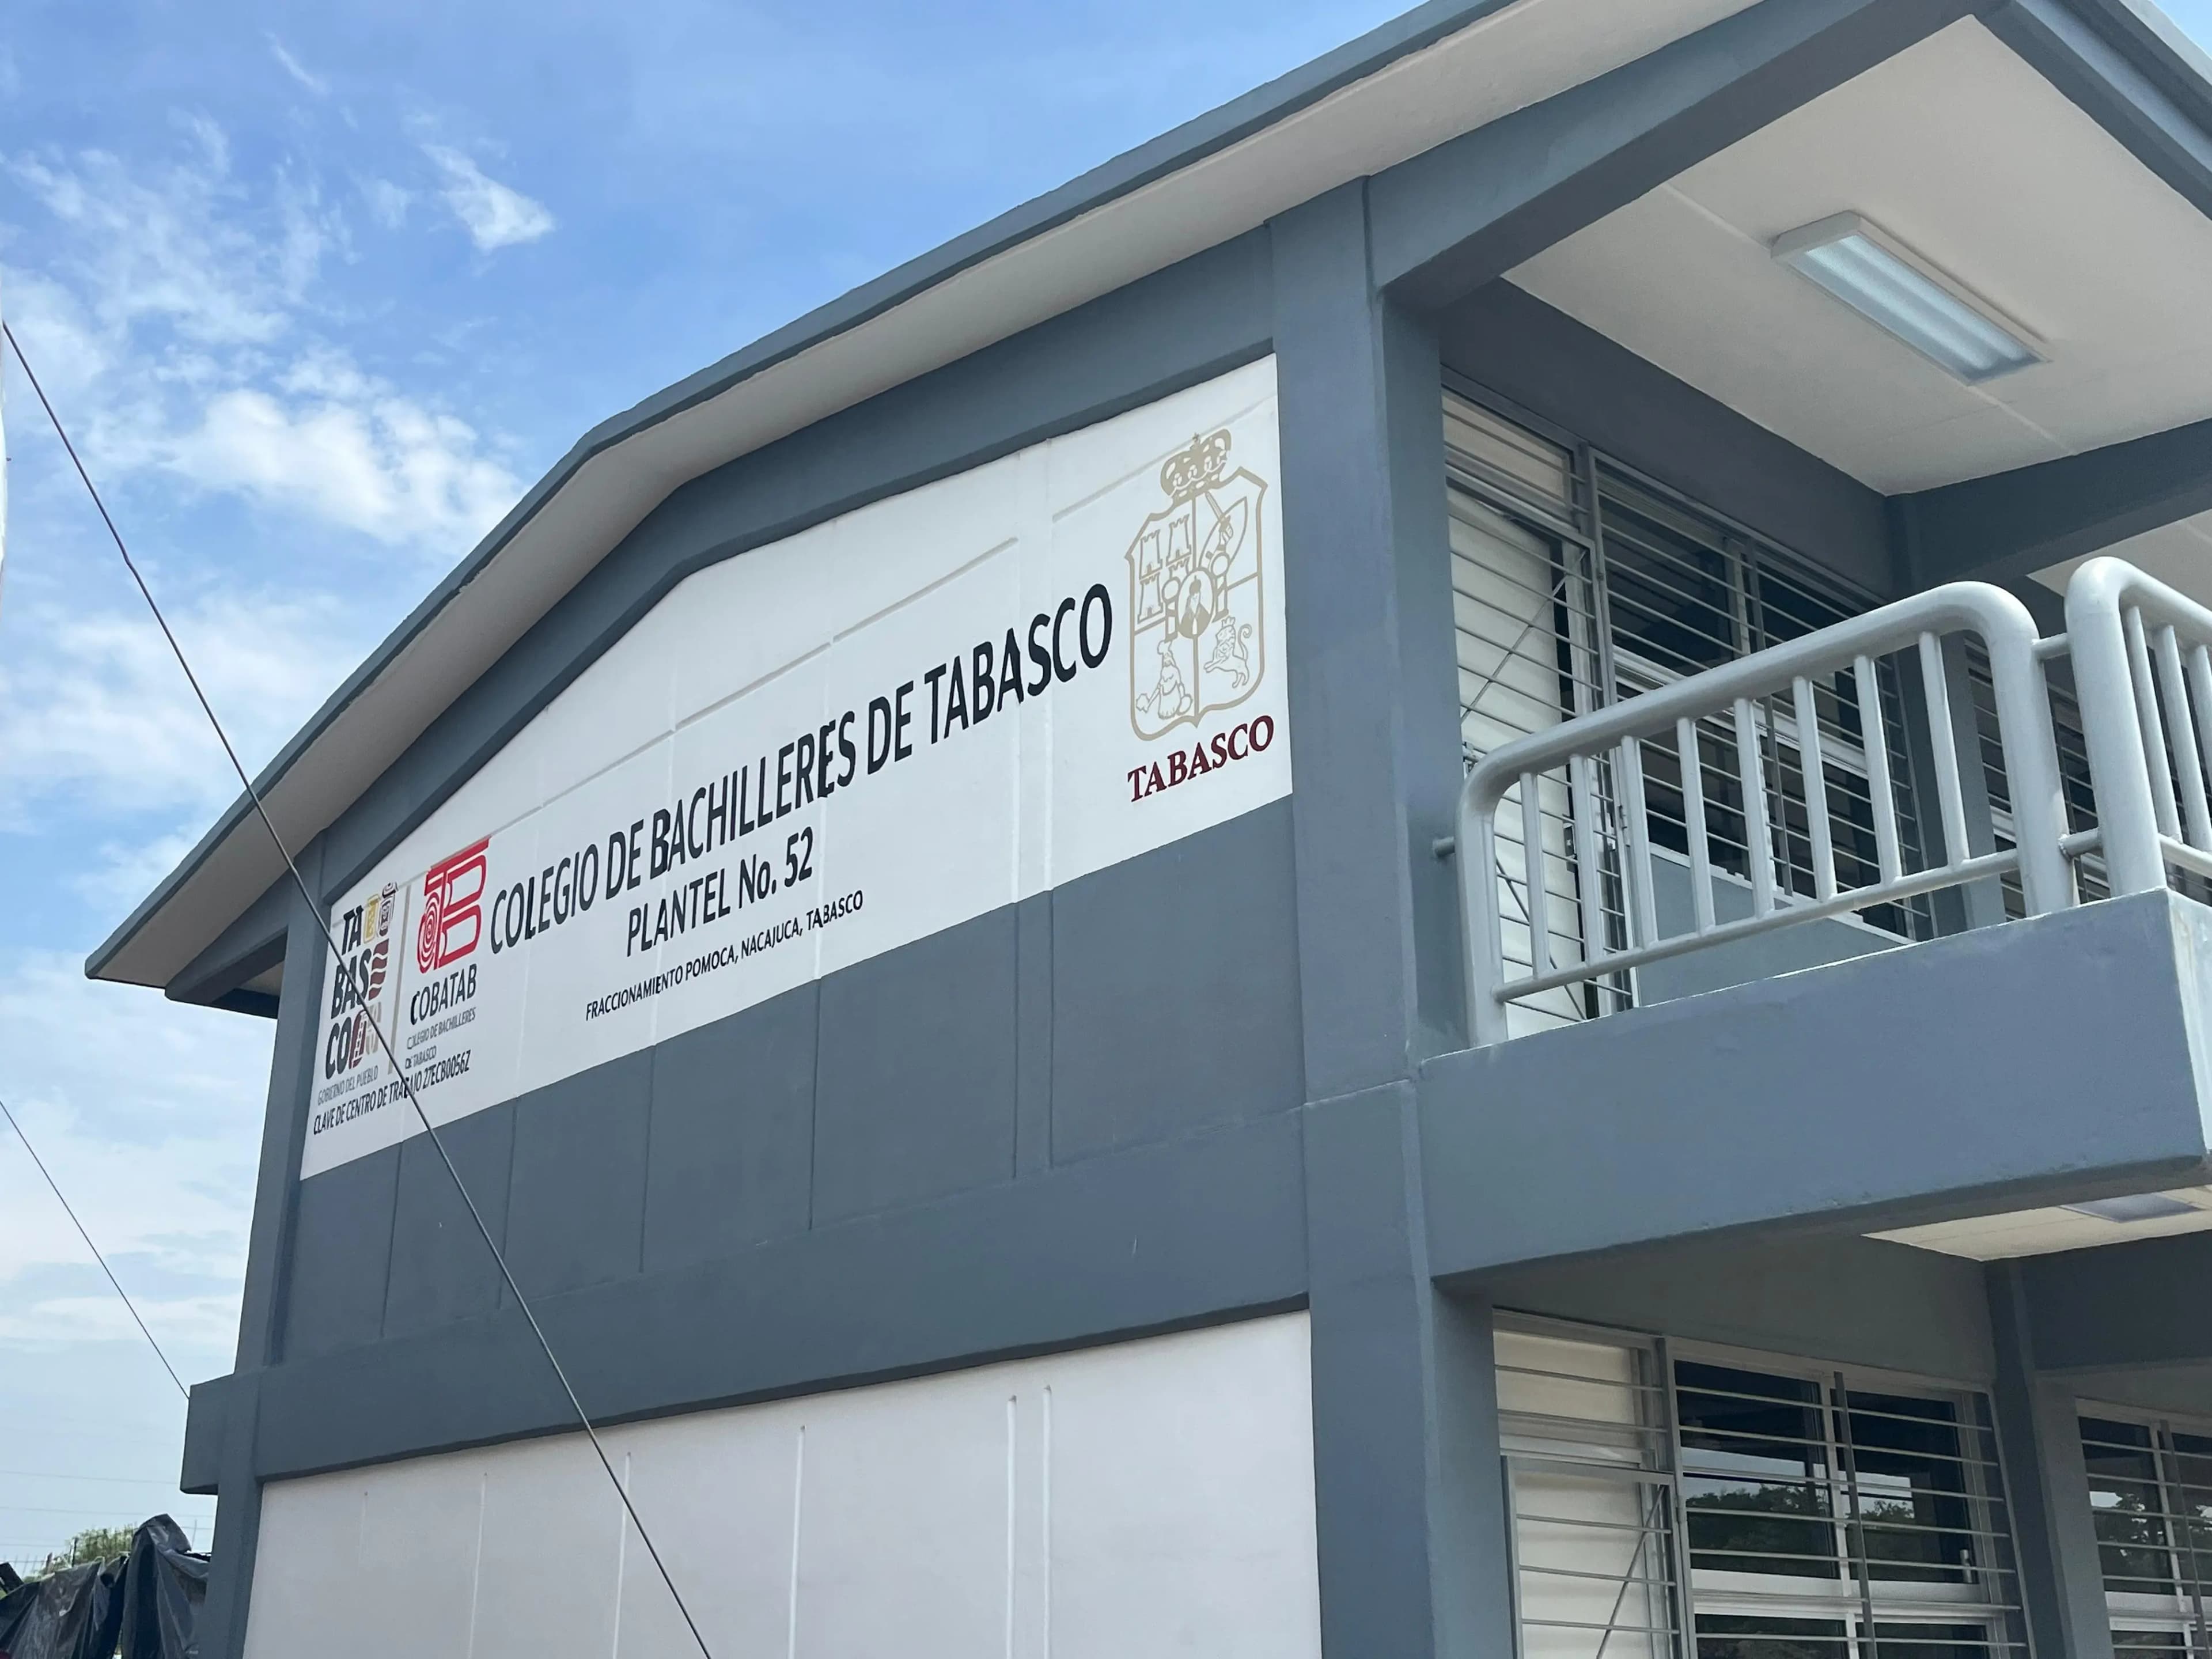 TA
BAS
CO
GOBIERNO DEL PUEBLO
COBATAB
COLEGIO DE BACHILLERES
DE TABASCO
CLAVE DE CENTRO DE TRABAJO 27ECB0056Z
COLEGIO DE BACHILLERES DE TABASCO
PLANTEL No. 52
FRACCIONAMIENTO POMOCA, NACAJUCA, TABASCO
TABASCO